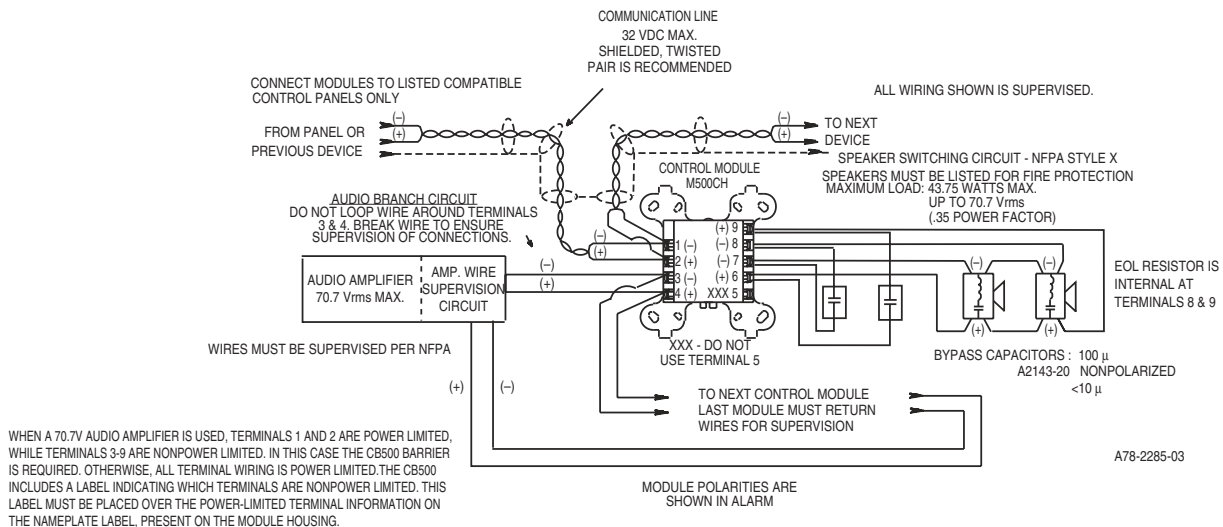 COMMUNICATION LINE
32 VDC MAX.
SHIELDED, TWISTED
PAIR IS RECOMMENDED
CONNECT MODULES TO LISTED COMPATIBLE
CONTROL PANELS ONLY
ALL WIRING SHOWN IS SUPERVISED.
FROM PANEL OR
PREVIOUS DEVICE
(–)
(+)
(–)
(+)
TO NEXT
DEVICE
CONTROL MODULE
M500CH
SPEAKER SWITCHING CIRCUIT - NFPA STYLE X
SPEAKERS MUST BE LISTED FOR FIRE PROTECTION
MAXIMUM LOAD: 43.75 WATTS MAX.
UP TO 70.7 Vrms
(.35 POWER FACTOR)
AUDIO BRANCH CIRCUIT
DO NOT LOOP WIRE AROUND TERMINALS
3 & 4. BREAK WIRE TO ENSURE
SUPERVISION OF CONNECTIONS.
(–)
(+)
1 (–)
2 (+)
3 (–)
4 (+)
(+) 9
(–) 8
(–) 7
(+) 6
XXX 5
AUDIO AMPLIFIER
70.7 Vrms MAX.
AMP. WIRE
SUPERVISION
CIRCUIT
(–)
(+)
(–)
(–)
(+)
(+)
EOL RESISTOR IS
INTERNAL AT
TERMINALS 8 & 9
XXX - DO NOT
USE TERMINAL 5
WIRES MUST BE SUPERVISED PER NFPA
BYPASS CAPACITORS : 100 µ
A2143-20 NONPOLARIZED
<10 µ
(+)
(–)
TO NEXT CONTROL MODULE
LAST MODULE MUST RETURN
WIRES FOR SUPERVISION
WHEN A 70.7V AUDIO AMPLIFIER IS USED, TERMINALS 1 AND 2 ARE POWER LIMITED,
WHILE TERMINALS 3-9 ARE NONPOWER LIMITED. IN THIS CASE THE CB500 BARRIER
IS REQUIRED. OTHERWISE, ALL TERMINAL WIRING IS POWER LIMITED.THE CB500
INCLUDES A LABEL INDICATING WHICH TERMINALS ARE NONPOWER LIMITED. THIS
LABEL MUST BE PLACED OVER THE POWER-LIMITED TERMINAL INFORMATION ON
THE NAMEPLATE LABEL, PRESENT ON THE MODULE HOUSING.
MODULE POLARITIES ARE
SHOWN IN ALARM
A78-2285-03